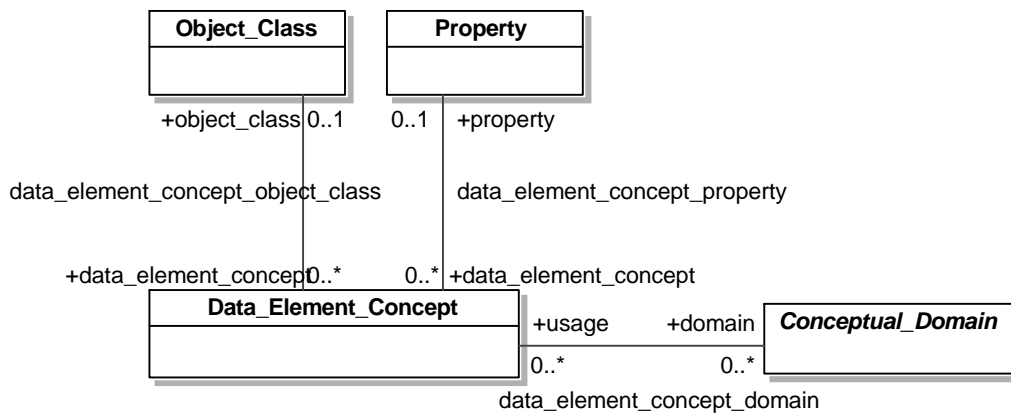 Object_Class Property
+object_class 0..1 0..1 +property
data_element_concept_object_class data_element_concept_property
+data_element_concept 0..* 0..* +data_element_concept
Data_Element_Concept
+usage +domain Conceptual_Domain
0..* 0..*
data_element_concept_domain